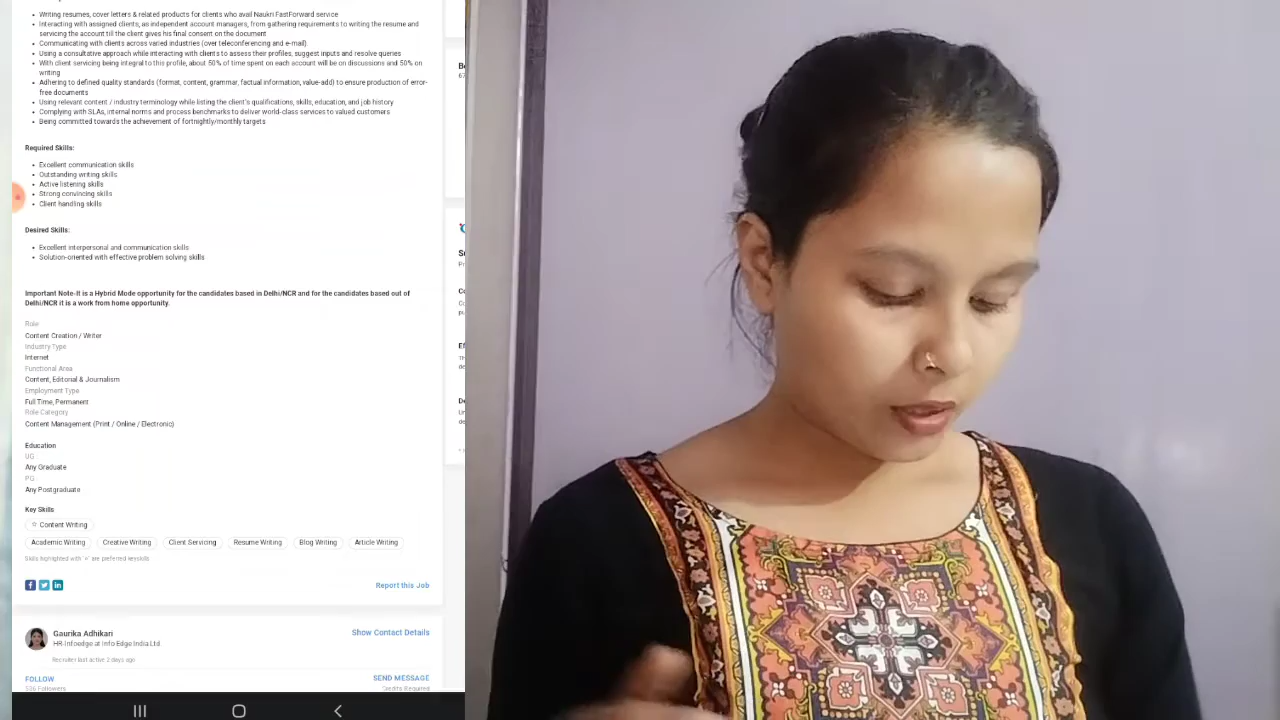 Writing resumes, cover letters & related products for clients who avail Naukri FastForward service
Interacting with assigned clients, as independent account managers, from gathering requirements to writing the resume and
servicing the account till the client gives his final consent on the document
Communicating with clients across varied industries (over teleconferencing and e-mail)
Using a consultative approach while interacting with clients to assess their profiles, suggest inputs and resolve queries
With client servicing being integral to this profile, about 50% of time spent on each account will be on discussions and 50% on
writing
Adhering to defined quality standards (format, content, grammar, factual information, value-add) to ensure production of error-
free documents
Using relevant content / industry terminology while listing the client's qualifications, skills, education, and job history
Complying with SLAs, internal norms and process benchmarks to deliver world-class services to valued customers
Being committed towards the achievement of fortnightly/monthly targets
Required Skills:
Excellent communication skills
Outstanding writing skills
Active listening skills
Strong convincing skills
Client handling skills
Desired Skills:
Excellent interpersonal and communication skills
Solution-oriented with effective problem solving skills
Important Note-It is a Hybrid Mode opportunity for the candidates based in Delhi/NCR and for the candidates based out of
Delhi/NCR it is a work from home opportunity.
Role
Content Creation / Writer
Industry Type
Internet
Functional Area
Content, Editorial & Journalism
Employment Type
Full Time, Permanent
Role Category
Content Management (Print / Online / Electronic)
Education
UG
Any Graduate
PG
Any Postgraduate
Key Skills
Content Writing
Academic Writing Creative Writing Client Servicing Resume Writing Blog Writing Article Writing
Skills highlighted with '☆' are preferred keyskills
Report this Job
Gaurika Adhikari Show Contact Details
HR-Infoedge at Info Edge India Ltd.
Recruiter last active 2 days ago
FOLLOW SEND MESSAGE
536 Followers Credits Required